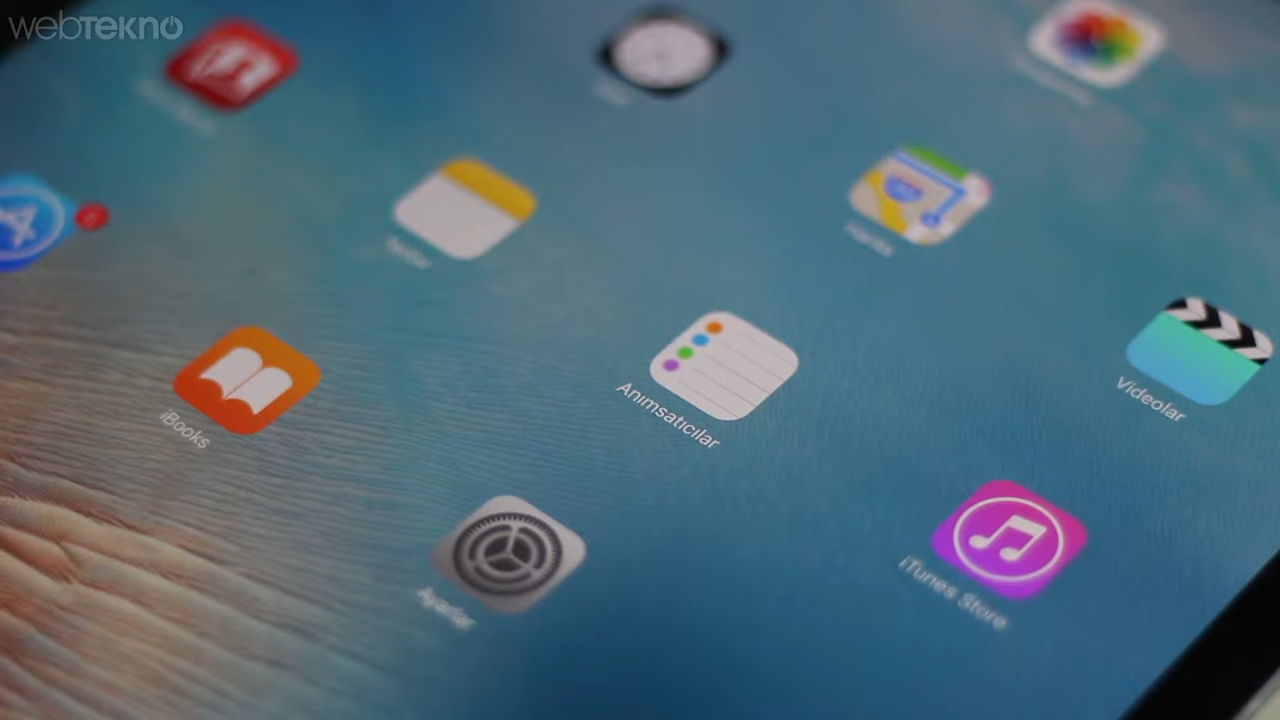 webTEKNO
iBooks
Anımsatıcılar
Videolar
Ayarlar
iTunes Store